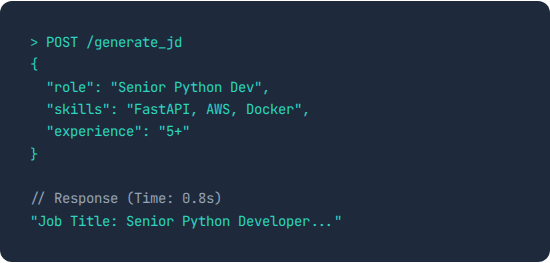 > POST /generate_jd
{
"role": "Senior Python Dev",
"skills": "FastAPI, AWS, Docker",
"experience": "5+"
}
// Response (Time: 0.8s)
"Job Title: Senior Python Developer..."